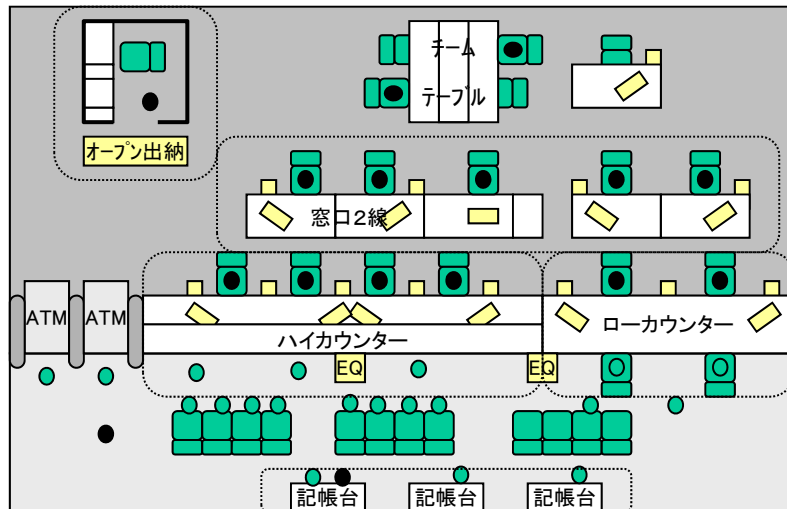 チーム
テーブル
オープン出納
窓口2線
ATM
ATM
ハイカウンター
ローカウンター
EQ
EQ
記帳台
記帳台
記帳台